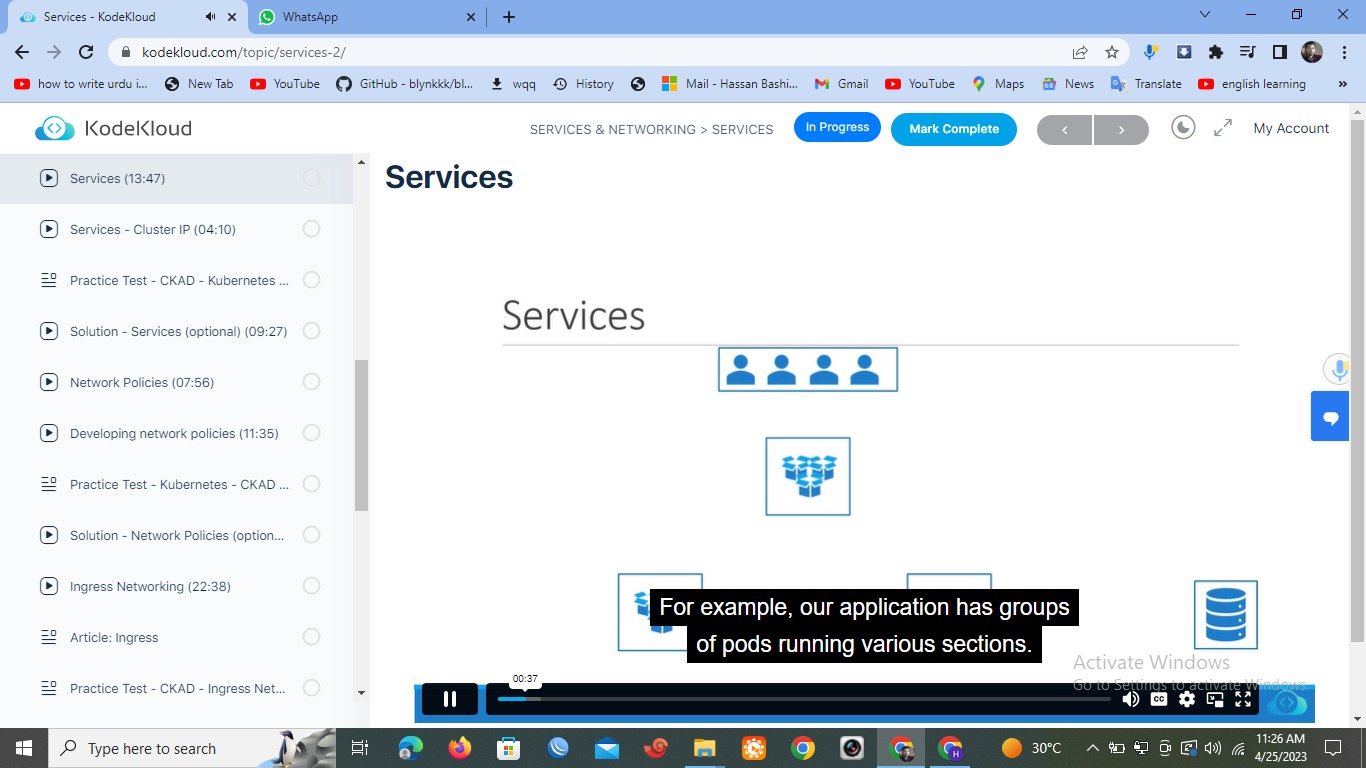 Services - KodeKloud
WhatsApp
kodekloud.com/topic/services-2/
how to write urdu i...
New Tab
YouTube
GitHub - blynkkk/bl...
wqq
History
Mail - Hassan Bashi...
Gmail
YouTube
Maps
News
Translate
english learning
KodeKloud
SERVICES & NETWORKING > SERVICES
In Progress
Mark Complete
My Account
Services (13:47)
Services - Cluster IP (04:10)
Practice Test - CKAD - Kubernetes ...
Solution - Services (optional) (09:27)
Network Policies (07:56)
Developing network policies (11:35)
Practice Test - Kubernetes - CKAD ...
Solution - Network Policies (option...
Ingress Networking (22:38)
Article: Ingress
Practice Test - CKAD - Ingress Net...
Services
Services
For example, our application has groups
of pods running various sections.
Activate Windows
Go to Settings to activate Windows.
00:37
CC
Type here to search
H
30°C
11:26 AM
4/25/2023